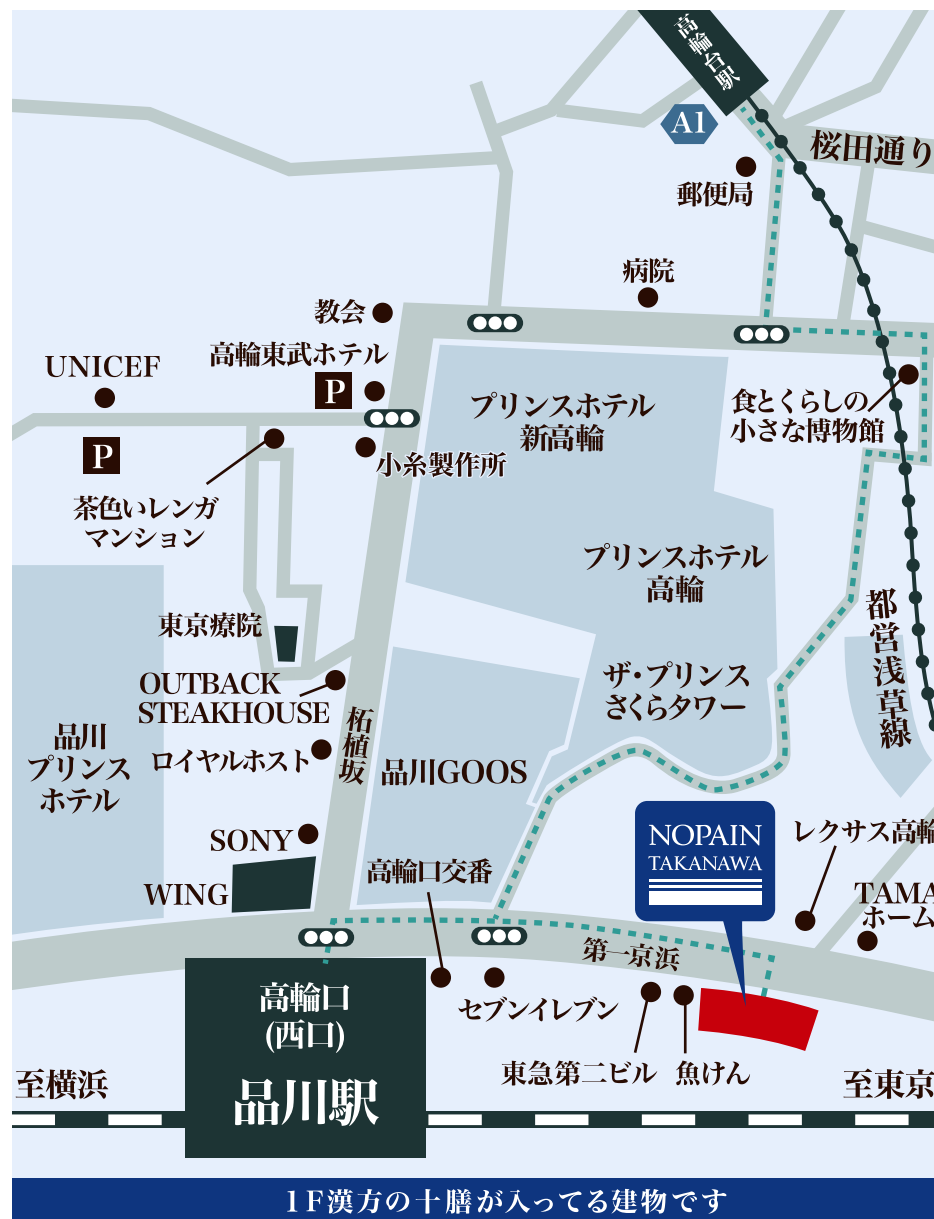 高輪台駅
A1
桜田通り
郵便局
病院
教会
高輪東武ホテル
P
UNICEF
P
小糸製作所
茶色いレンガ
マンション
プリンスホテル
新高輪
食とくらしの
小さな博物館
プリンスホテル
高輪
都営浅草線
東京療院
OUTBACK
STEAKHOUSE
ザ・プリンス
さくらタワー
品川
プリンス
ホテル
ロイヤルホスト
柘植坂
品川GOOS
SONY
WING
高輪口交番
NOPAIN
TAKANAWA
レクサス高輪
TAMA
ホーム
第一京浜
セブンイレブン
高輪口
(西口)
品川駅
東急第二ビル
魚けん
至横浜
至東京
1F漢方の十膳が入ってる建物です